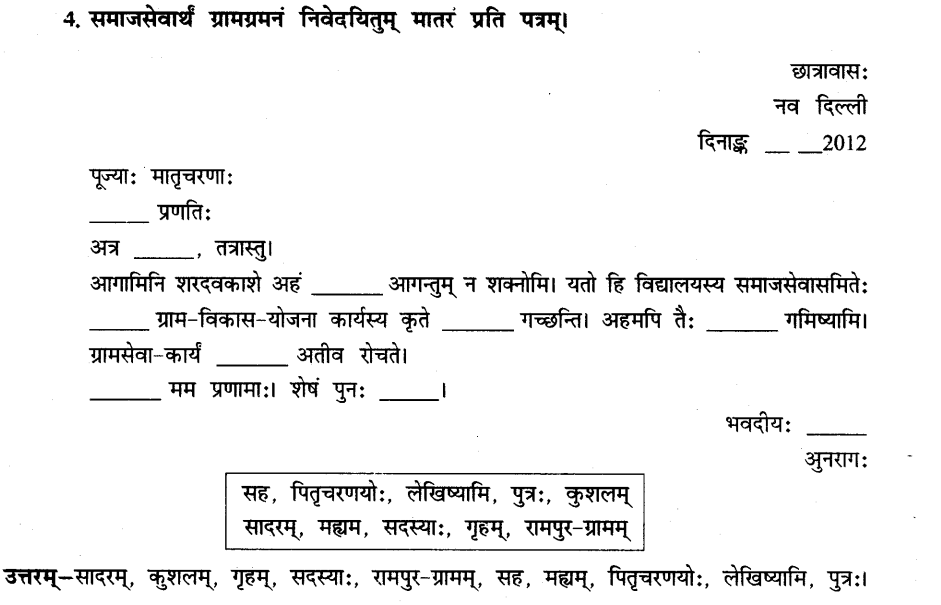 4. समाजसेवार्थं ग्रामग्रमनं निवेदयितुम् मातरं प्रति पत्रम्।
छात्रावासः
नव दिल्ली
दिनाङ्क __ __2012
पूज्याः मातृचरणाः
_____ प्रणतिः
अत्र _____, तत्रास्तु।
आगामिनि शरदवकाशे अहं ______ आगन्तुम् न शक्नोमि। यतो हि विद्यालयस्य समाजसेवासमितेः
_____ ग्राम-विकास-योजना कार्यस्य कृते ______ गच्छन्ति। अहमपि तैः ______ गमिष्यामि।
ग्रामसेवा-कार्यं ______ अतीव रोचते।
______ मम प्रणामाः। शेषं पुनः _____।
भवदीयः _____
अुनरागः
सह, पितृचरणयोः, लेखिष्यामि, पुत्रः, कुशलम्
सादरम्, मह्यम, सदस्याः, गृहम्, रामपुर-ग्रामम्
उत्तरम्–सादरम्, कुशलम्, गृहम्, सदस्याः, रामपुर-ग्रामम्, सह, मह्यम्, पितृचरणयोः, लेखिष्यामि, पुत्रः।